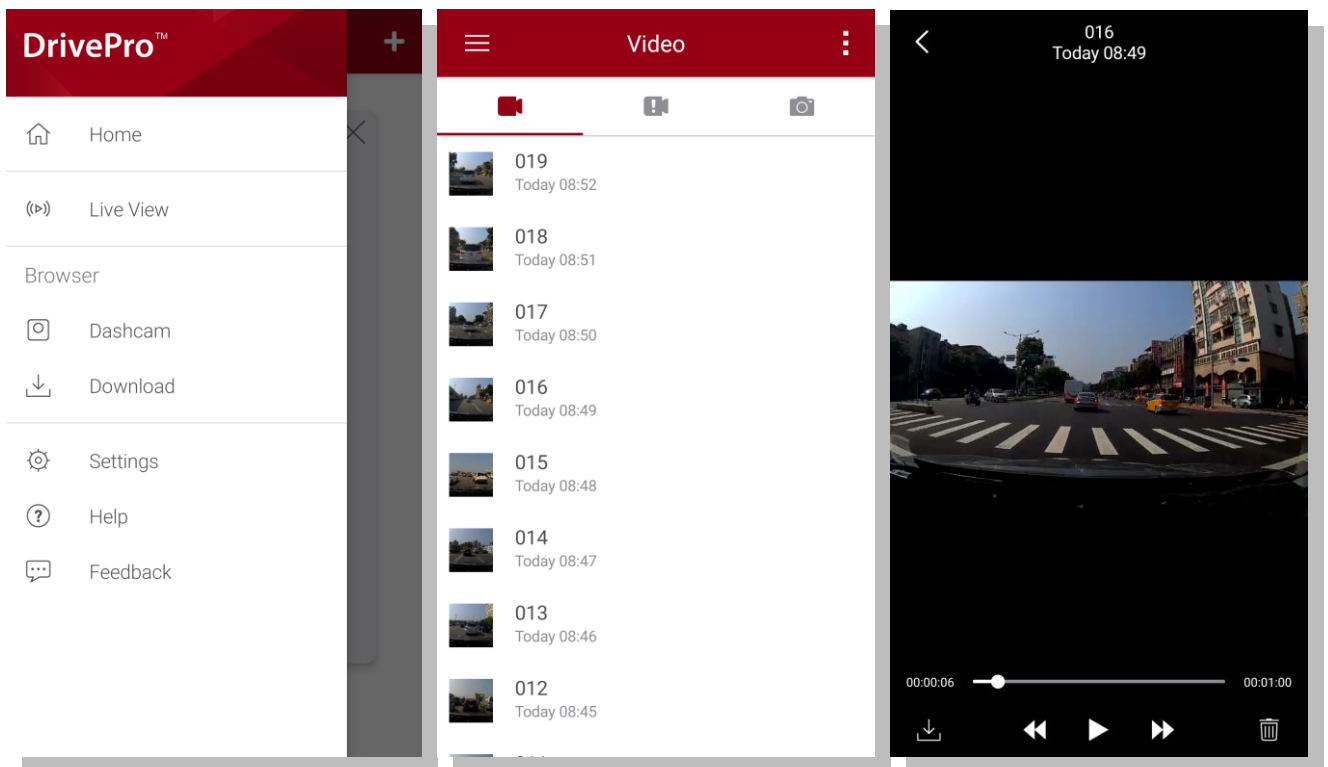 DrivePro™
Home
Live View
Browser
Dashcam
Download
Settings
Help
Feedback
Video
019
Today 08:52
018
Today 08:51
017
Today 08:50
016
Today 08:49
015
Today 08:48
014
Today 08:47
013
Today 08:46
012
Today 08:45
016
Today 08:49
00:00:06
00:01:00